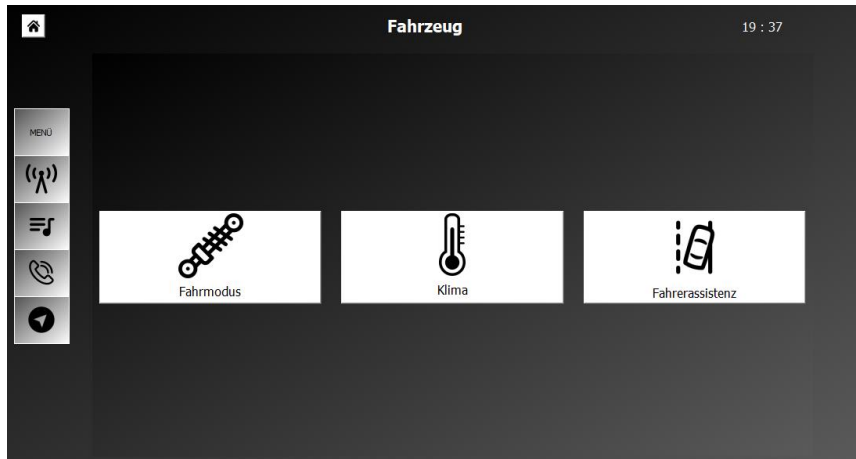 Fahrzeug
19 : 37
MENÜ
Fahrmodus
Klima
Fahrerassistenz